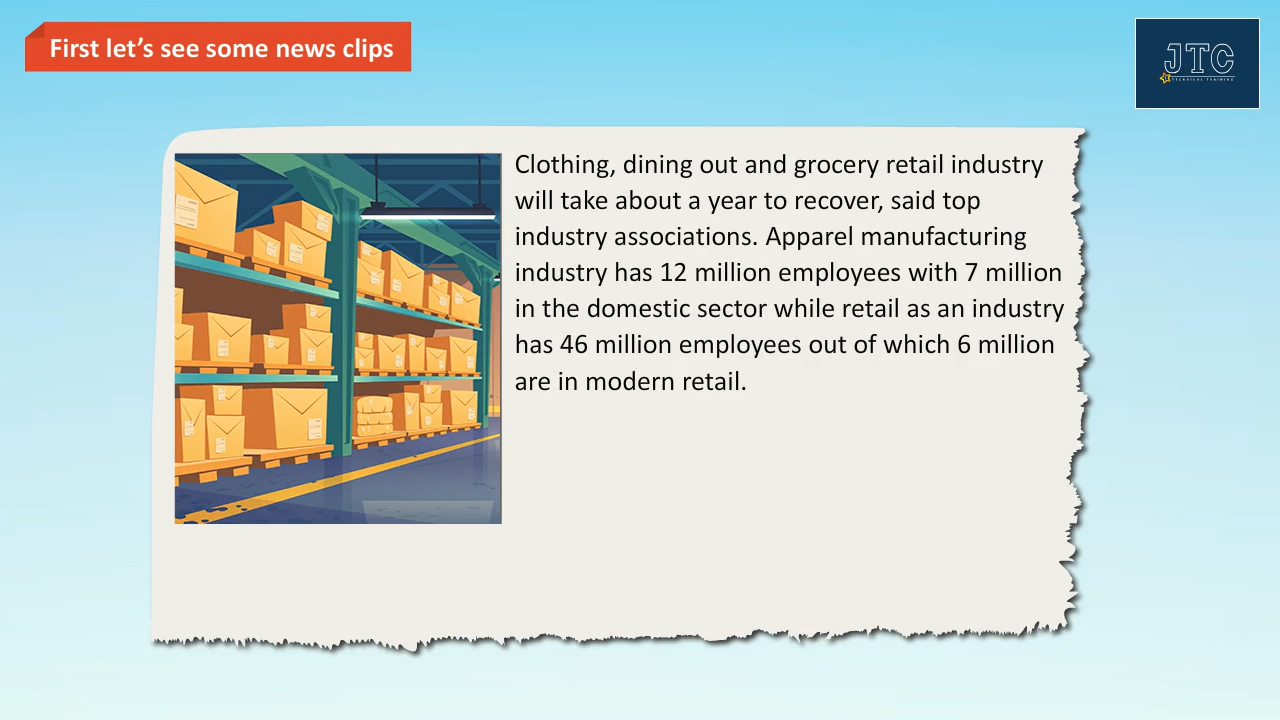 First let’s see some news clips
JTC
TECHNICAL TRAINING
Clothing, dining out and grocery retail industry
will take about a year to recover, said top
industry associations. Apparel manufacturing
industry has 12 million employees with 7 million
in the domestic sector while retail as an industry
has 46 million employees out of which 6 million
are in modern retail.